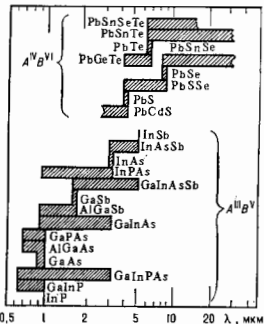 PbSnSeTe
PbSnTe
PbTe PbSnSe
PbGeTe
A^IV B^VI
PbSe
PbSSe
PbS
PbCdS
InSb
InAsSb
InAs
InPAs
GaInAsSb
GaSb
AlGaSb
A^III B^V
GaInAs
GaPAs
AlGaAs
GaAs
GaInPAs
GaInP
InP
0,5 1 2 5 10 20 λ, мкм